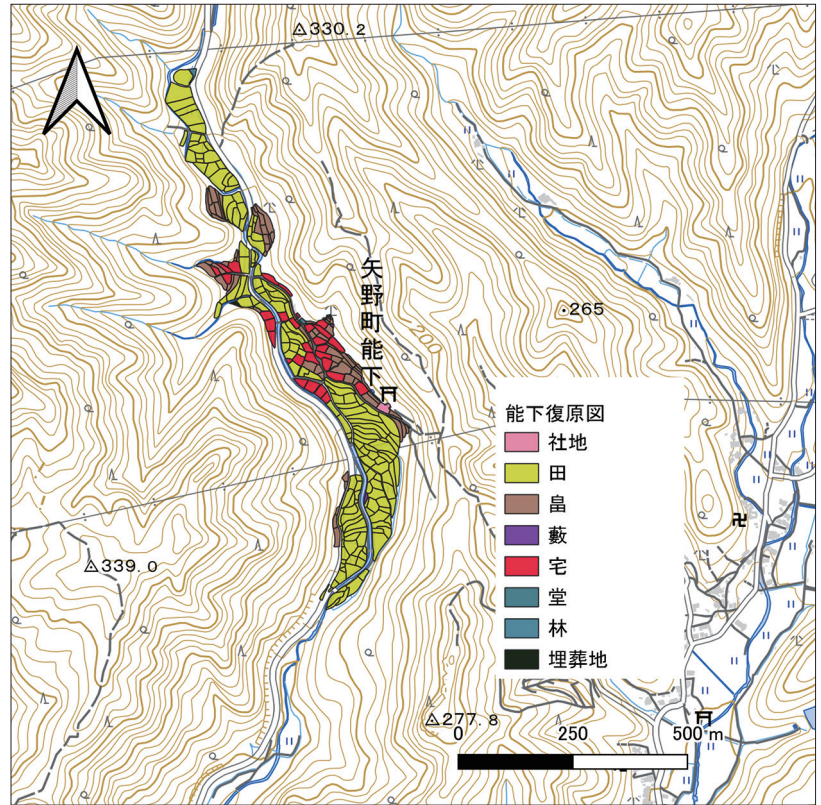 330.2
矢野町能下
265
200
能下復原図
社地
田
畠
藪
宅
堂
林
埋葬地
339.0
277.8
0 250 500 m